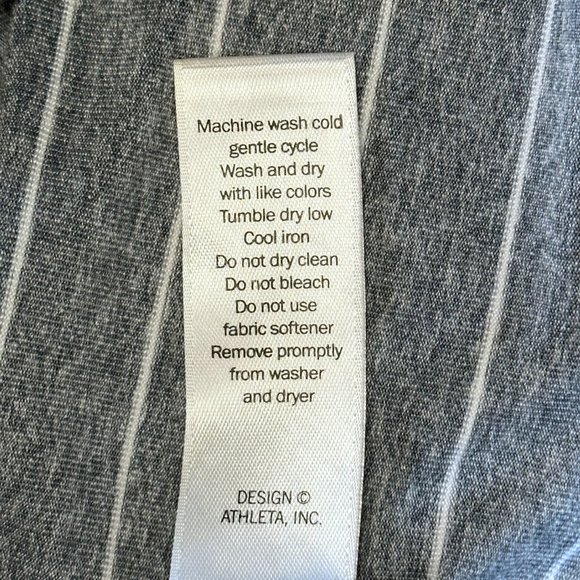 Machine wash cold
gentle cycle
Wash and dry
with like colors
Tumble dry low
Cool iron
Do not dry clean
Do not bleach
Do not use
fabric softener
Remove promptly
from washer
and dryer
DESIGN ©
ATHLETA, INC.